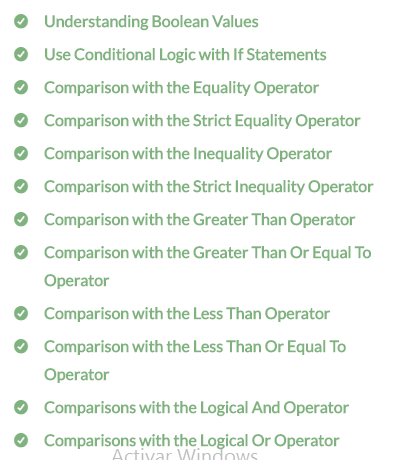 Understanding Boolean Values
Use Conditional Logic with If Statements
Comparison with the Equality Operator
Comparison with the Strict Equality Operator
Comparison with the Inequality Operator
Comparison with the Strict Inequality Operator
Comparison with the Greater Than Operator
Comparison with the Greater Than Or Equal To
Operator
Comparison with the Less Than Operator
Comparison with the Less Than Or Equal To
Operator
Comparisons with the Logical And Operator
Comparisons with the Logical Or Operator
Activar Windows